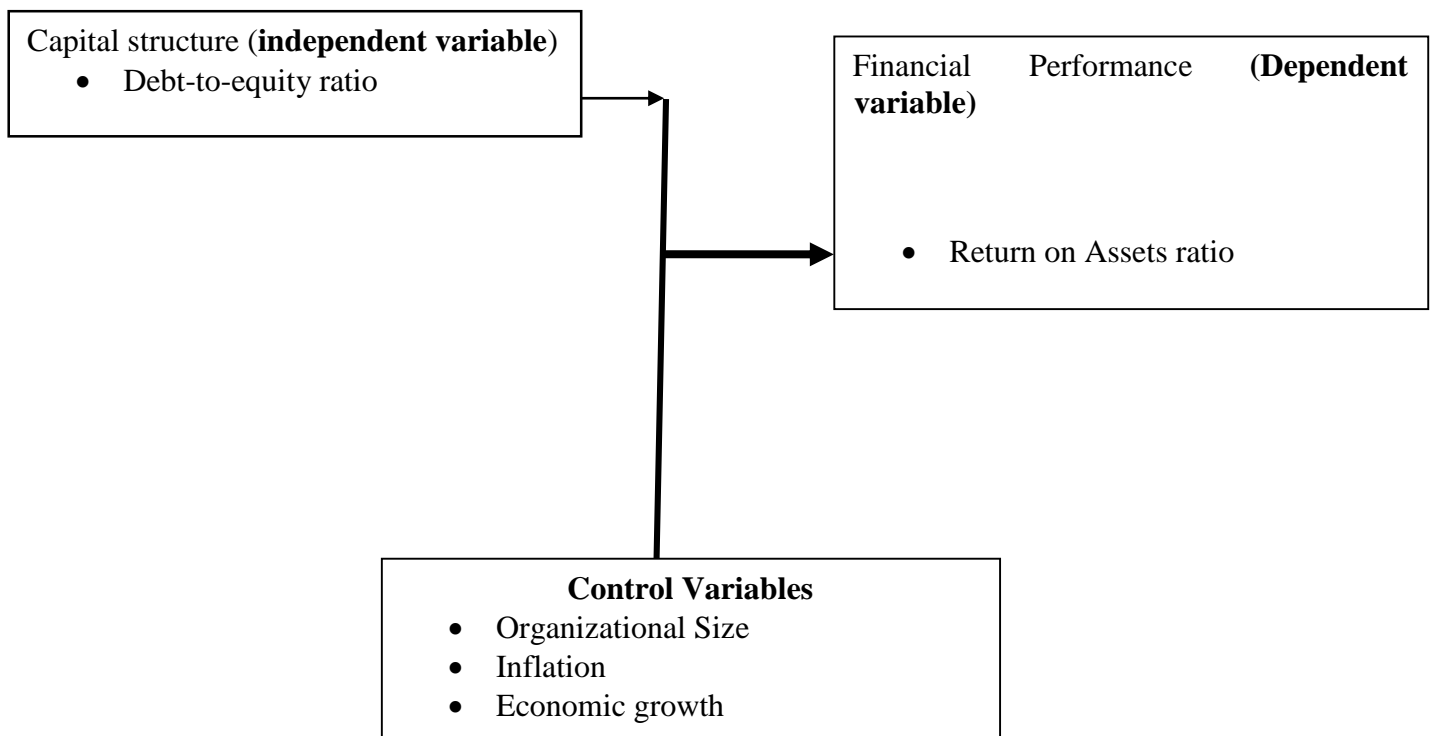 Capital structure (independent variable)
• Debt-to-equity ratio
Financial Performance (Dependent
variable)
• Return on Assets ratio
Control Variables
• Organizational Size
• Inflation
• Economic growth